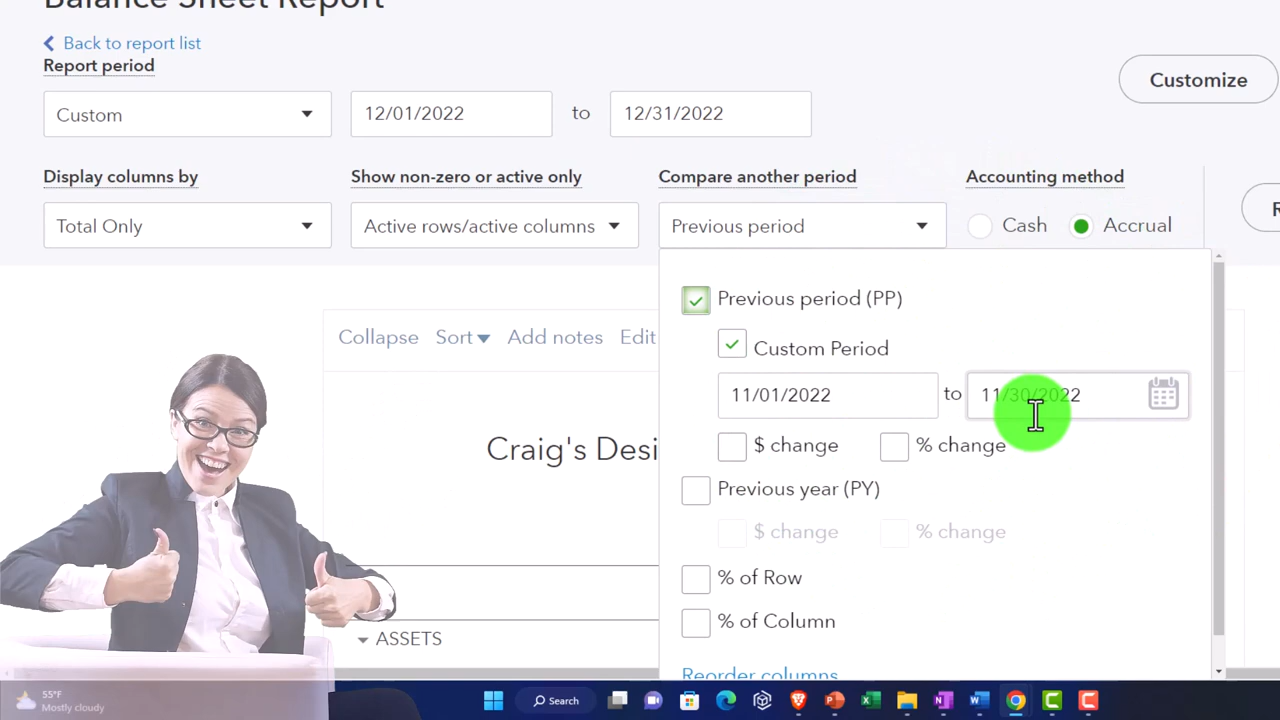 Balance Sheet Report
Back to report list
Report period
Custom 12/01/2022 to 12/31/2022
Customize
Display columns by Show non-zero or active only Compare another period Accounting method
Total Only Active rows/active columns Previous period Cash Accrual
Previous period (PP)
Custom Period
11/01/2022 to 11/30/2022
$ change % change
Previous year (PY)
$ change % change
% of Row
% of Column
Reorder columns
Collapse Sort Add notes Edit
Craig's Desi
ASSETS
55°F
Mostly cloudy
Search